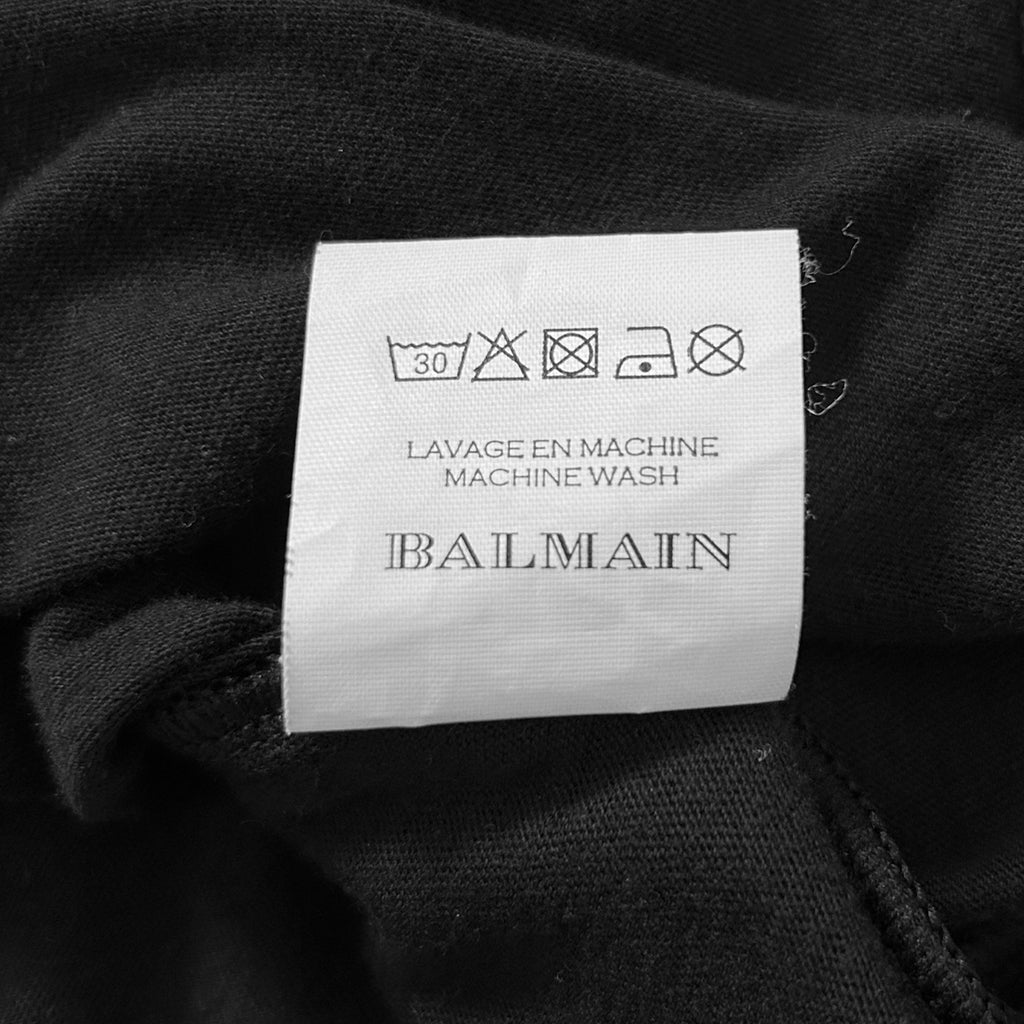 30
LAVAGE EN MACHINE
MACHINE WASH
BALMAIN